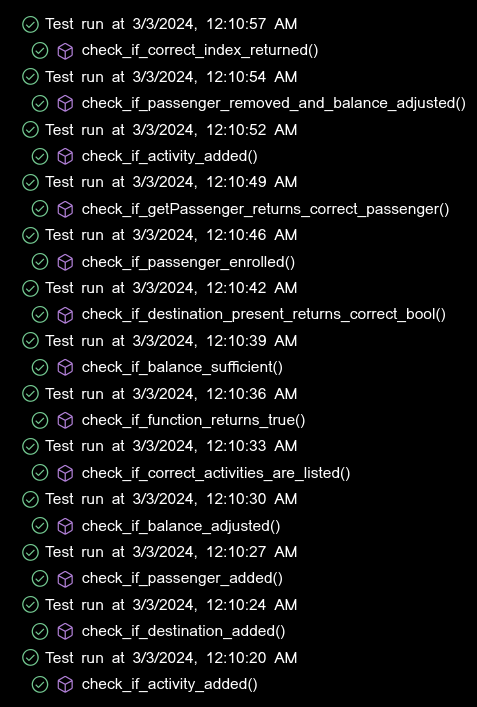 Test run at 3/3/2024, 12:10:57 AM
check_if_correct_index_returned()
Test run at 3/3/2024, 12:10:54 AM
check_if_passenger_removed_and_balance_adjusted()
Test run at 3/3/2024, 12:10:52 AM
check_if_activity_added()
Test run at 3/3/2024, 12:10:49 AM
check_if_getPassenger_returns_correct_passenger()
Test run at 3/3/2024, 12:10:46 AM
check_if_passenger_enrolled()
Test run at 3/3/2024, 12:10:42 AM
check_if_destination_present_returns_correct_bool()
Test run at 3/3/2024, 12:10:39 AM
check_if_balance_sufficient()
Test run at 3/3/2024, 12:10:36 AM
check_if_function_returns_true()
Test run at 3/3/2024, 12:10:33 AM
check_if_correct_activities_are_listed()
Test run at 3/3/2024, 12:10:30 AM
check_if_balance_adjusted()
Test run at 3/3/2024, 12:10:27 AM
check_if_passenger_added()
Test run at 3/3/2024, 12:10:24 AM
check_if_destination_added()
Test run at 3/3/2024, 12:10:20 AM
check_if_activity_added()